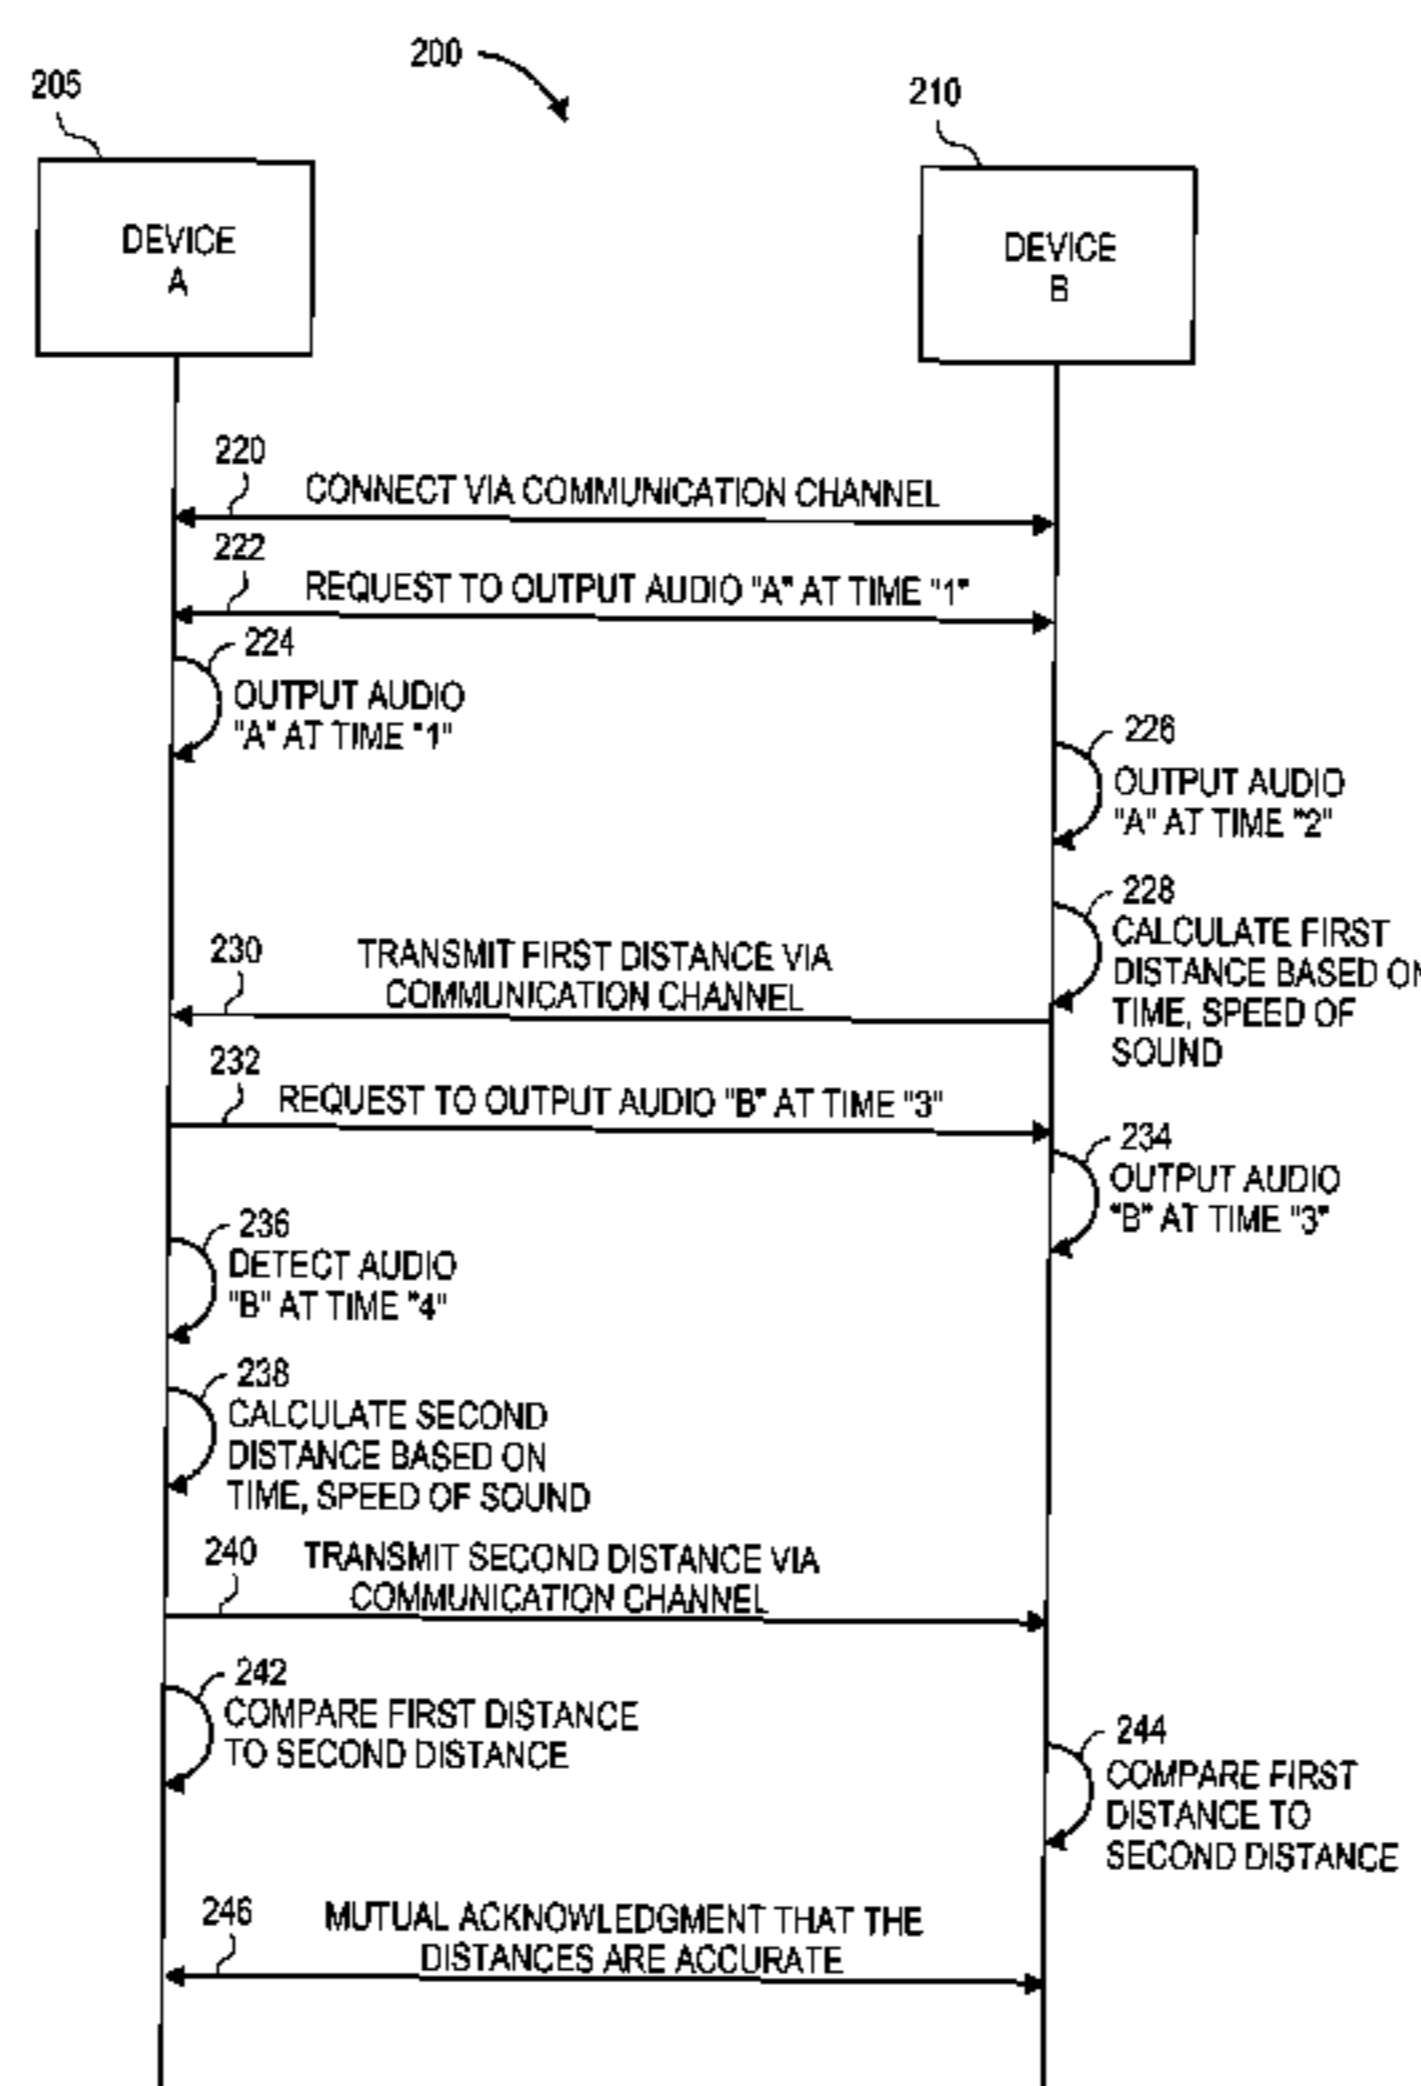 200
205
210
DEVICE
A
DEVICE
B
220
CONNECT VIA COMMUNICATION CHANNEL
222
REQUEST TO OUTPUT AUDIO "A" AT TIME "1"
224
OUTPUT AUDIO
"A" AT TIME "1"
226
OUTPUT AUDIO
"A" AT TIME "2"
228
CALCULATE FIRST
DISTANCE BASED ON
TIME, SPEED OF
SOUND
230
TRANSMIT FIRST DISTANCE VIA
COMMUNICATION CHANNEL
232
REQUEST TO OUTPUT AUDIO "B" AT TIME "3"
234
OUTPUT AUDIO
"B" AT TIME "3"
236
DETECT AUDIO
"B" AT TIME "4"
238
CALCULATE SECOND
DISTANCE BASED ON
TIME, SPEED OF SOUND
240
TRANSMIT SECOND DISTANCE VIA
COMMUNICATION CHANNEL
242
COMPARE FIRST DISTANCE
TO SECOND DISTANCE
244
COMPARE FIRST
DISTANCE TO
SECOND DISTANCE
246
MUTUAL ACKNOWLEDGMENT THAT THE
DISTANCES ARE ACCURATE